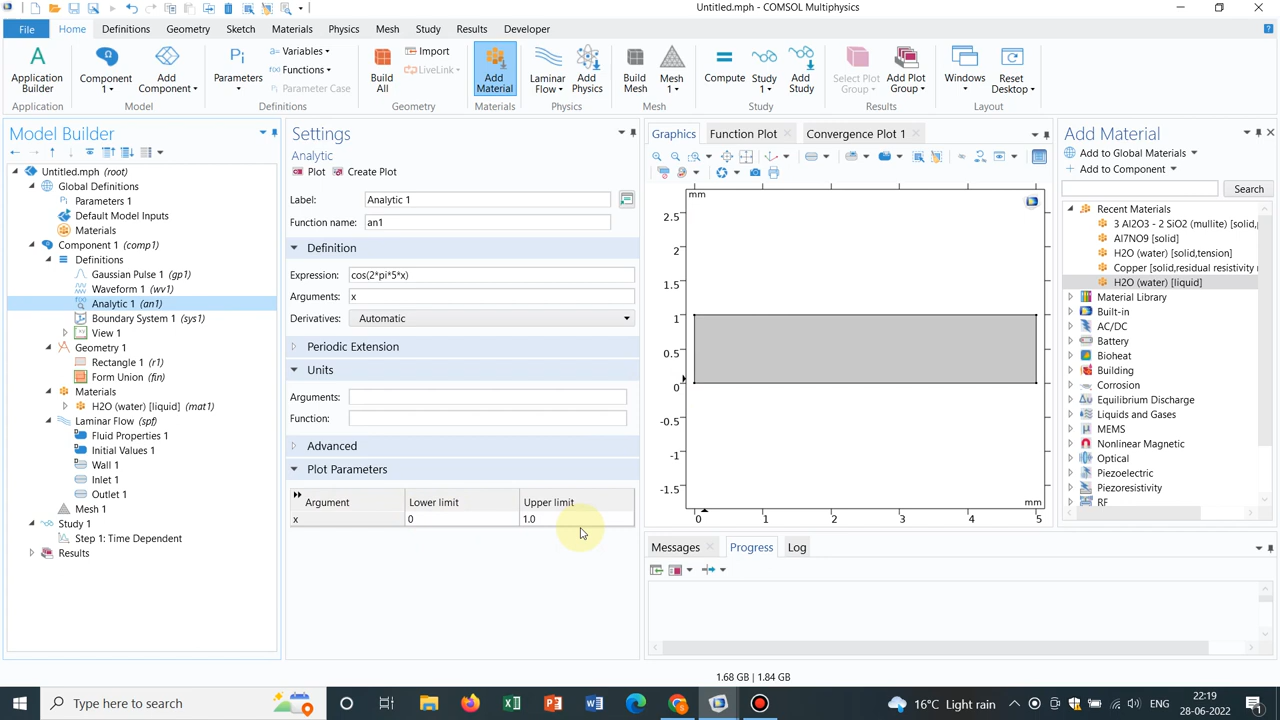 Untitled.mph - COMSOL Multiphysics
File Home Definitions Geometry Sketch Materials Physics Mesh Study Results Developer
Application Builder
Application
Component 1
Add Component
Model
Parameters Pi
a= Variables
f(x) Functions
Parameter Case
Definitions
Build All
Import
LiveLink
Geometry
Add Material
Materials
Laminar Flow
Add Physics
Physics
Build Mesh
Mesh 1
Mesh
Compute
Study 1
Add Study
Study
Select Plot Group
Add Plot Group
Results
Windows
Reset Desktop
Layout
Model Builder
Untitled.mph (root)
Global Definitions
Pi Parameters 1
Default Model Inputs
Materials
Component 1 (comp1)
Definitions
Gaussian Pulse 1 (gp1)
Waveform 1 (wv1)
f(x) Analytic 1 (an1)
Boundary System 1 (sys1)
View 1
Geometry 1
Rectangle 1 (r1)
Form Union (fin)
Materials
H2O (water) [liquid] (mat1)
Laminar Flow (spf)
Fluid Properties 1
Initial Values 1
Wall 1
Inlet 1
Outlet 1
Mesh 1
Study 1
Step 1: Time Dependent
Results
Settings
Analytic
Plot Create Plot
Label: Analytic 1
Function name: an1
Definition
Expression: cos(2*pi*5*x)
Arguments: x
Derivatives: Automatic
Periodic Extension
Units
Arguments:
Function:
Advanced
Plot Parameters
Argument Lower limit Upper limit
x 0 1.0
Graphics Function Plot Convergence Plot 1
mm
2.5
2
1.5
1
0.5
0
-0.5
-1
-1.5
0 1 2 3 4 5
mm
Messages Progress Log
Add Material
Add to Global Materials
Add to Component
Search
Recent Materials
3 Al2O3 - 2 SiO2 (mullite) [solid,
Al7NO9 [solid]
H2O (water) [solid,tension]
Copper [solid,residual resistivity
H2O (water) [liquid]
Material Library
Built-in
AC/DC
Battery
Bioheat
Building
Corrosion
Equilibrium Discharge
Liquids and Gases
MEMS
Nonlinear Magnetic
Optical
Piezoelectric
Piezoresistivity
RF
1.68 GB | 1.84 GB
Type here to search
16°C Light rain
ENG
22:19
28-06-2022